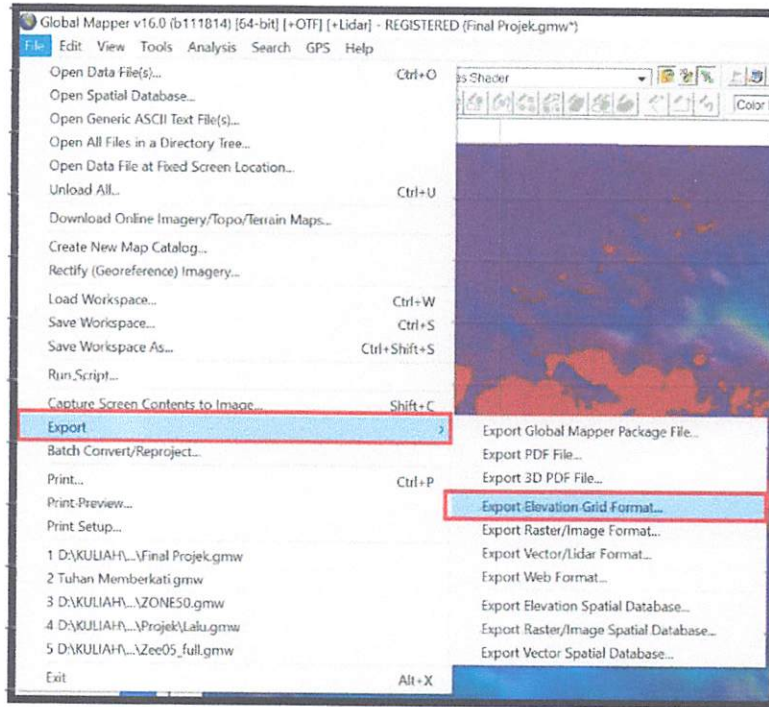 Global Mapper v16.0 (b111814) [64-bit] [+OTF] [+Lidar] - REGISTERED (Final Projek.gmw*)
File Edit View Tools Analysis Search GPS Help
Shader
Color
Open Data File(s)... Ctrl+O
Open Spatial Database...
Open Generic ASCII Text File(s)...
Open All Files in a Directory Tree...
Open Data File at Fixed Screen Location...
Unload All... Ctrl+U
Download Online Imagery/Topo/Terrain Maps...
Create New Map Catalog...
Rectify (Georeference) Imagery...
Load Workspace... Ctrl+W
Save Workspace... Ctrl+S
Save Workspace As... Ctrl+Shift+S
Run Script...
Capture Screen Contents to Image... Shift+C
Export
Batch Convert/Reproject...
Print... Ctrl+P
Print Preview...
Print Setup...
1 D:\KULIAH\...\Final Projek.gmw
2 Tuhan Memberkati.gmw
3 D:\KULIAH\...\ZONE50.gmw
4 D:\KULIAH\...\Projek\Lalu.gmw
5 D:\KULIAH\...\Zee05_full.gmw
Exit Alt+X
Export Global Mapper Package File...
Export PDF File...
Export 3D PDF File...
Export Elevation Grid Format...
Export Raster/Image Format...
Export Vector/Lidar Format...
Export Web Format...
Export Elevation Spatial Database...
Export Raster/Image Spatial Database...
Export Vector Spatial Database...